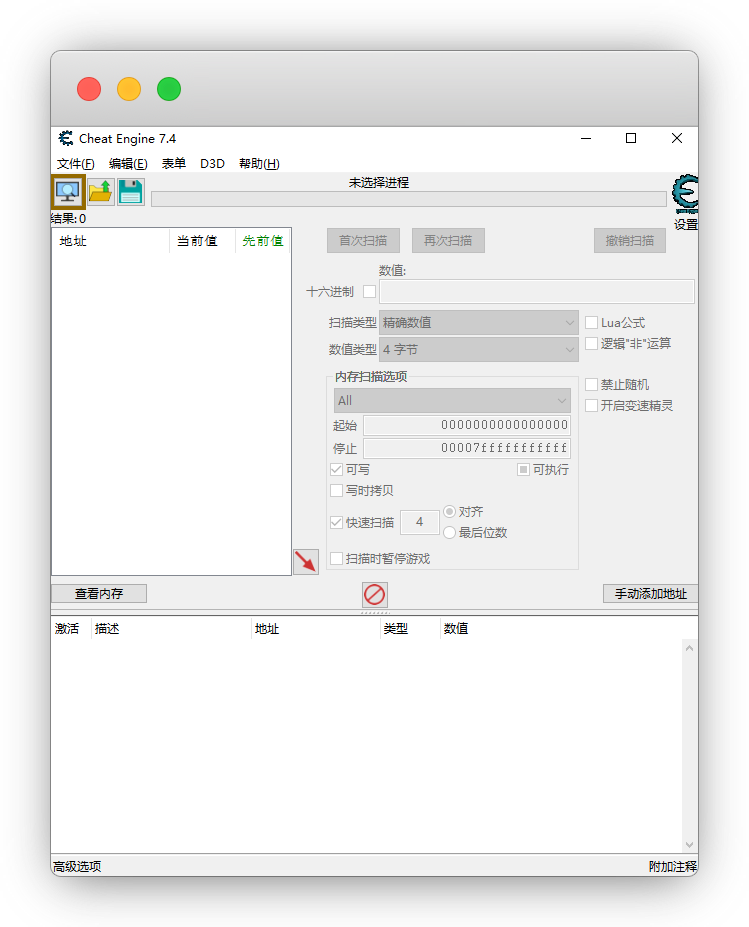 Cheat Engine 7.4
文件(F) 编辑(E) 表单 D3D 帮助(H)
未选择进程
结果: 0
设置
地址 当前值 先前值
首次扫描 再次扫描 撤销扫描
数值:
十六进制
扫描类型 精确数值 Lua公式
数值类型 4 字节 逻辑"非"运算
内存扫描选项
All
禁止随机
开启变速精灵
起始 0000000000000000
停止 00007fffffffffff
可写 可执行
写时拷贝
快速扫描 4 对齐
最后位数
扫描时暂停游戏
查看内存 手动添加地址
激活 描述 地址 类型 数值
高级选项 附加注释